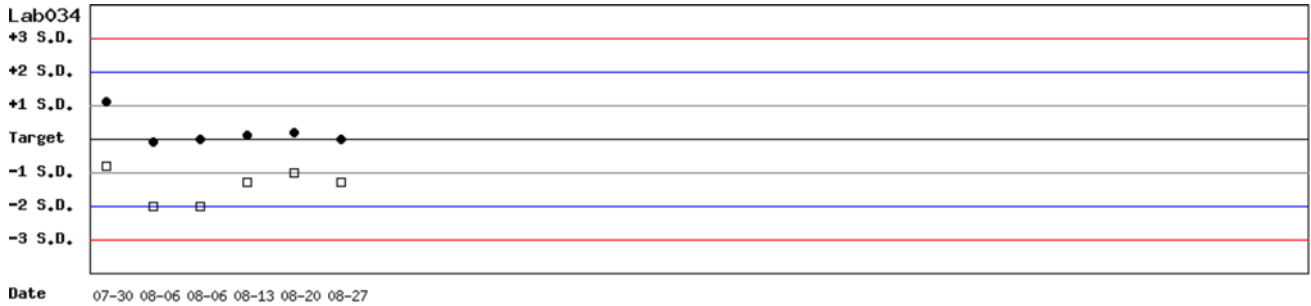 Lab034
+3 S.D.
+2 S.D.
+1 S.D.
Target
-1 S.D.
-2 S.D.
-3 S.D.
Date 07-30 08-06 08-06 08-13 08-20 08-27